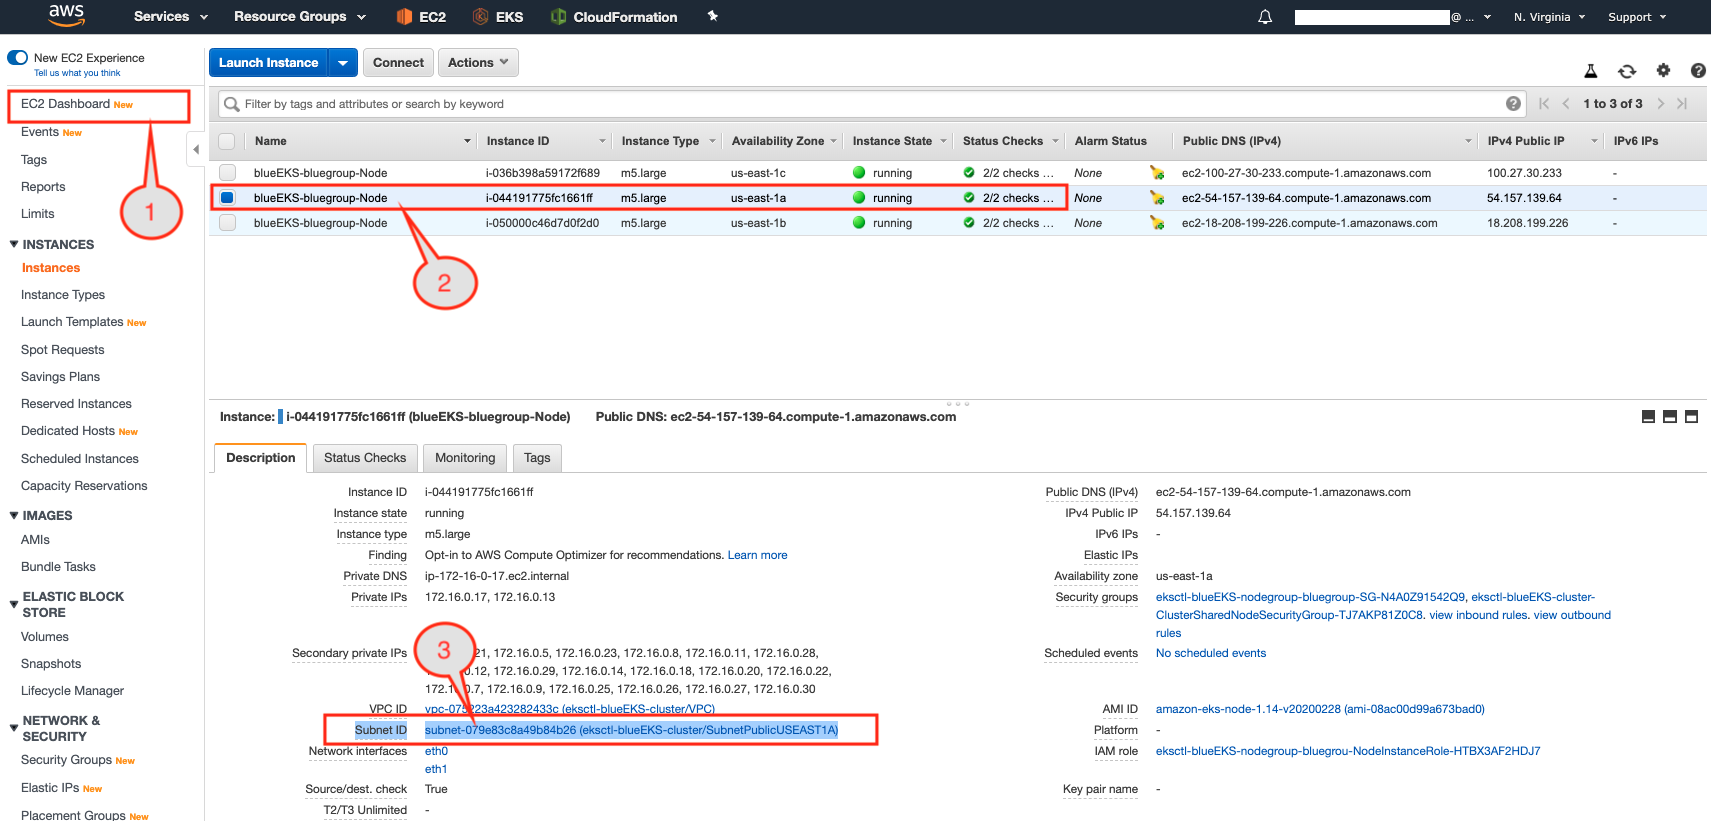 aws Services Resource Groups EC2 EKS CloudFormation @ ... N. Virginia Support
New EC2 Experience
Tell us what you think
EC2 Dashboard New
Events New
Tags
Reports
Limits
INSTANCES
Instances
Instance Types
Launch Templates New
Spot Requests
Savings Plans
Reserved Instances
Dedicated Hosts New
Scheduled Instances
Capacity Reservations
IMAGES
AMIs
Bundle Tasks
ELASTIC BLOCK
STORE
Volumes
Snapshots
Lifecycle Manager
NETWORK &
SECURITY
Security Groups New
Elastic IPs New
Placement Groups New
1
Launch Instance Connect Actions
Filter by tags and attributes or search by keyword 1 to 3 of 3
Name Instance ID Instance Type Availability Zone Instance State Status Checks Alarm Status Public DNS (IPv4) IPv4 Public IP IPv6 IPs
blueEKS-bluegroup-Node i-036b398a59172f689 m5.large us-east-1c running 2/2 checks ... None ec2-100-27-30-233.compute-1.amazonaws.com 100.27.30.233 -
blueEKS-bluegroup-Node i-044191775fc1661ff m5.large us-east-1a running 2/2 checks ... None ec2-54-157-139-64.compute-1.amazonaws.com 54.157.139.64 -
blueEKS-bluegroup-Node i-050000c46d7d0f2d0 m5.large us-east-1b running 2/2 checks ... None ec2-18-208-199-226.compute-1.amazonaws.com 18.208.199.226 -
2
Instance: i-044191775fc1661ff (blueEKS-bluegroup-Node) Public DNS: ec2-54-157-139-64.compute-1.amazonaws.com
Description Status Checks Monitoring Tags
Instance ID i-044191775fc1661ff
Instance state running
Instance type m5.large
Finding Opt-in to AWS Compute Optimizer for recommendations. Learn more
Private DNS ip-172-16-0-17.ec2.internal
Private IPs 172.16.0.17, 172.16.0.13
3
Secondary private IPs 21, 172.16.0.5, 172.16.0.23, 172.16.0.8, 172.16.0.11, 172.16.0.28,
.0.12, 172.16.0.29, 172.16.0.14, 172.16.0.18, 172.16.0.20, 172.16.0.22,
172.16.0.7, 172.16.0.9, 172.16.0.25, 172.16.0.26, 172.16.0.27, 172.16.0.30
VPC ID vpc-075223a423282433c (eksctl-blueEKS-cluster/VPC)
Subnet ID subnet-079e83c8a49b84b26 (eksctl-blueEKS-cluster/SubnetPublicUSEAST1A)
Network interfaces eth0
eth1
Source/dest. check True
T2/T3 Unlimited -
Public DNS (IPv4) ec2-54-157-139-64.compute-1.amazonaws.com
IPv4 Public IP 54.157.139.64
IPv6 IPs -
Elastic IPs
Availability zone us-east-1a
Security groups eksctl-blueEKS-nodegroup-bluegroup-SG-N4A0Z91542Q9, eksctl-blueEKS-cluster-
ClusterSharedNodeSecurityGroup-TJ7AKP81Z0C8. view inbound rules. view outbound
rules
Scheduled events No scheduled events
AMI ID amazon-eks-node-1.14-v20200228 (ami-08ac00d99a673bad0)
Platform -
IAM role eksctl-blueEKS-nodegroup-bluegrou-NodeInstanceRole-HTBX3AF2HDJ7
Key pair name -